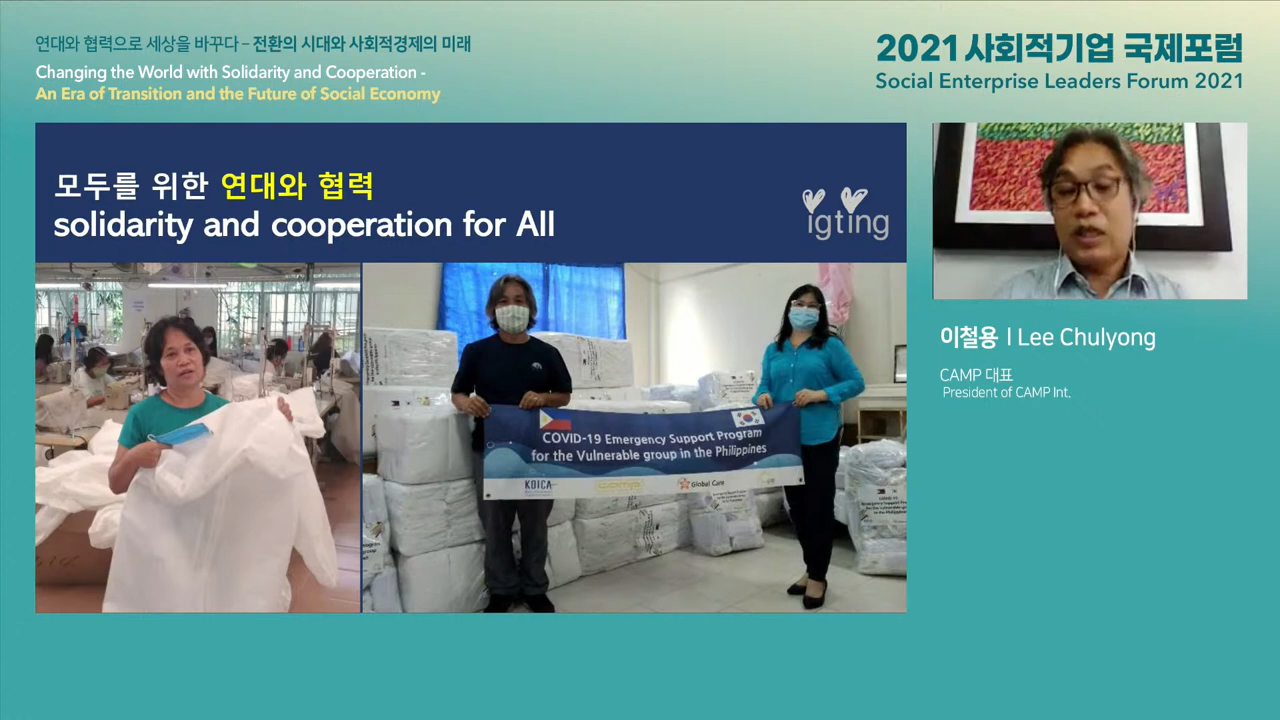 연대와 협력으로 세상을 바꾸다 – 전환의 시대와 사회적경제의 미래
Changing the World with Solidarity and Cooperation -
An Era of Transition and the Future of Social Economy
2021 사회적기업 국제포럼
Social Enterprise Leaders Forum 2021
모두를 위한 연대와 협력
solidarity and cooperation for All
igting
COVID-19 Emergency Support Program
for the Vulnerable group in the Philippines
KOICA
camp
Global Care
이철용 | Lee Chulyong
CAMP 대표
President of CAMP Int.